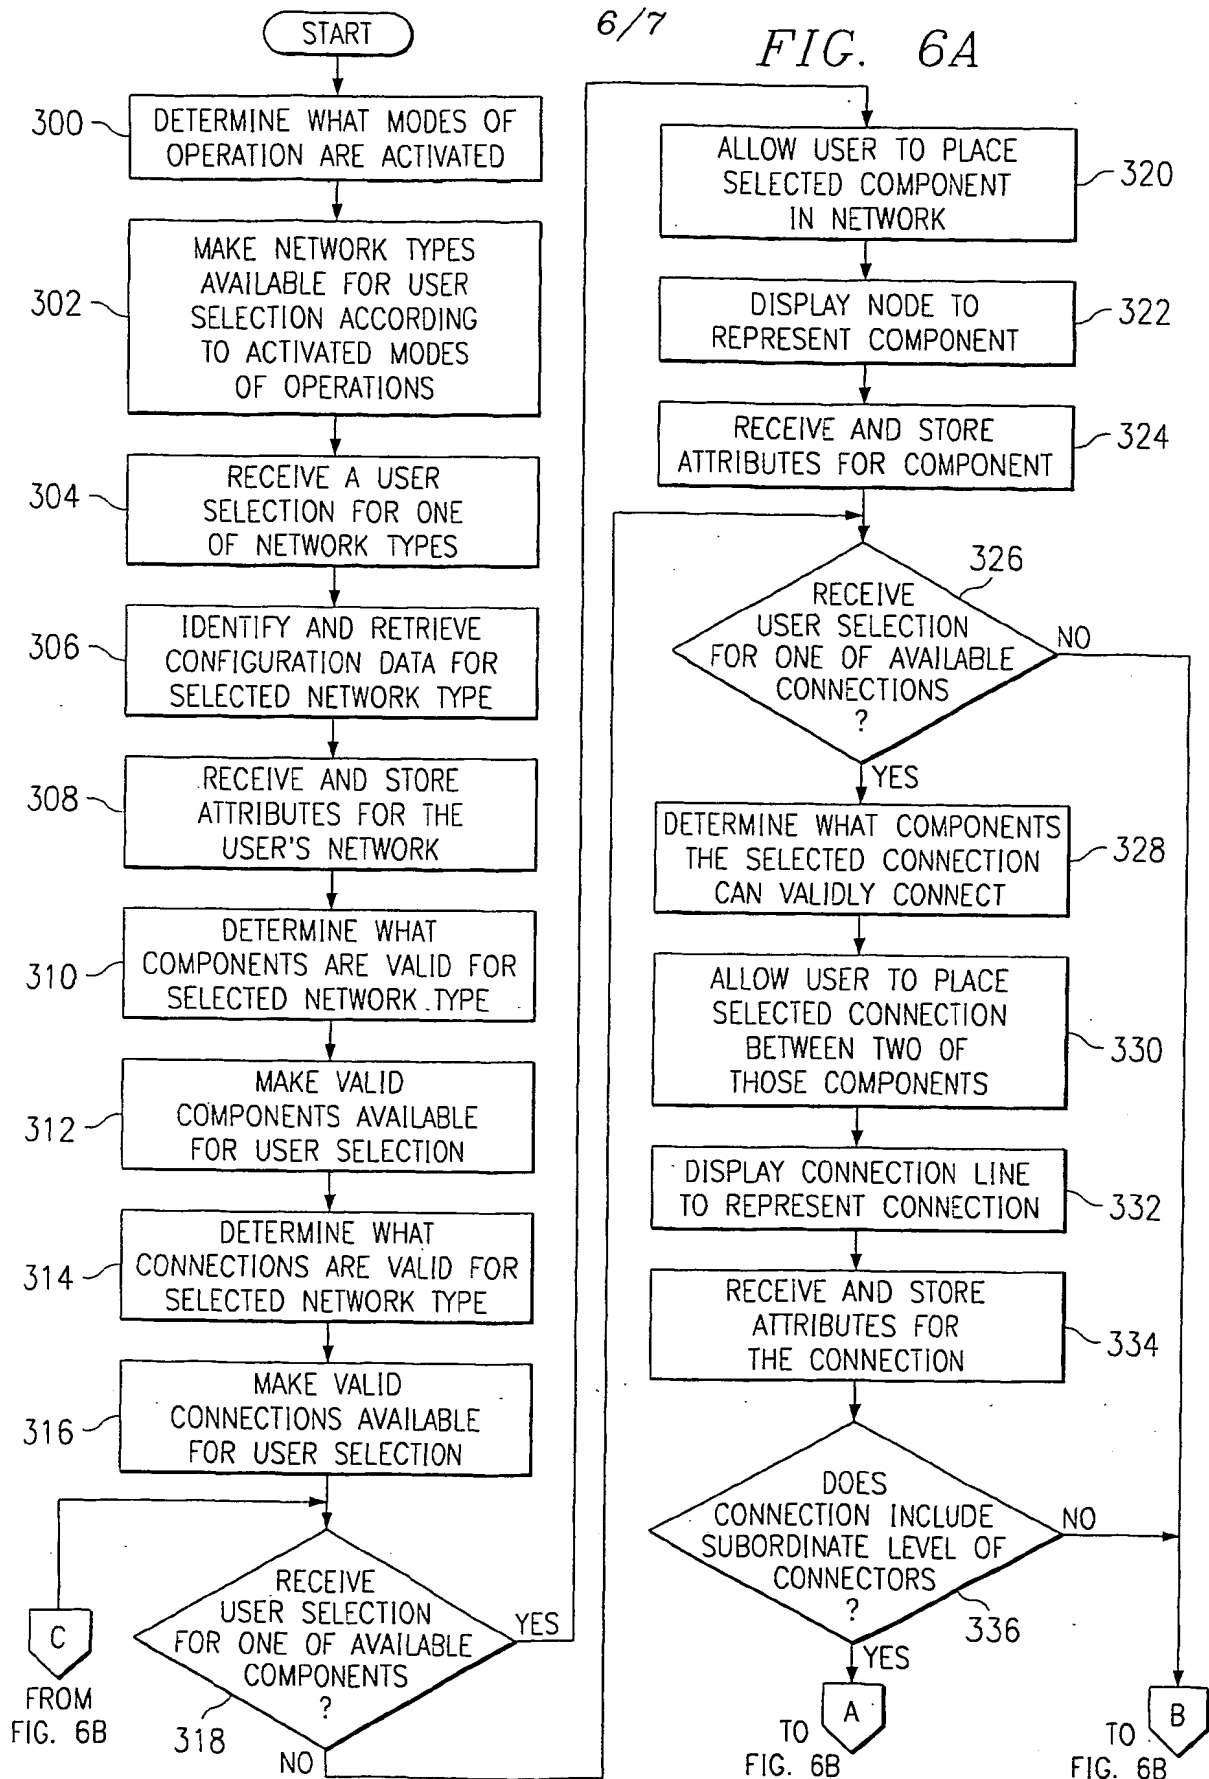 6/7
FIG. 6A
START
300
DETERMINE WHAT MODES OF
OPERATION ARE ACTIVATED
302
MAKE NETWORK TYPES
AVAILABLE FOR USER
SELECTION ACCORDING
TO ACTIVATED MODES
OF OPERATIONS
304
RECEIVE A USER
SELECTION FOR ONE
OF NETWORK TYPES
306
IDENTIFY AND RETRIEVE
CONFIGURATION DATA FOR
SELECTED NETWORK TYPE
308
RECEIVE AND STORE
ATTRIBUTES FOR THE
USER'S NETWORK
310
DETERMINE WHAT
COMPONENTS ARE VALID FOR
SELECTED NETWORK TYPE
312
MAKE VALID
COMPONENTS AVAILABLE
FOR USER SELECTION
314
DETERMINE WHAT
CONNECTIONS ARE VALID FOR
SELECTED NETWORK TYPE
316
MAKE VALID
CONNECTIONS AVAILABLE
FOR USER SELECTION
C
FROM
FIG. 6B
RECEIVE
USER SELECTION
FOR ONE OF AVAILABLE
COMPONENTS
?
318
YES
NO
ALLOW USER TO PLACE
SELECTED COMPONENT
IN NETWORK
320
DISPLAY NODE TO
REPRESENT COMPONENT
322
RECEIVE AND STORE
ATTRIBUTES FOR COMPONENT
324
326
RECEIVE
USER SELECTION
FOR ONE OF AVAILABLE
CONNECTIONS
?
NO
YES
DETERMINE WHAT COMPONENTS
THE SELECTED CONNECTION
CAN VALIDLY CONNECT
328
ALLOW USER TO PLACE
SELECTED CONNECTION
BETWEEN TWO OF
THOSE COMPONENTS
330
DISPLAY CONNECTION LINE
TO REPRESENT CONNECTION
332
RECEIVE AND STORE
ATTRIBUTES FOR
THE CONNECTION
334
DOES
CONNECTION INCLUDE
SUBORDINATE LEVEL OF
CONNECTORS
?
336
NO
YES
A
TO
FIG. 6B
B
TO
FIG. 6B